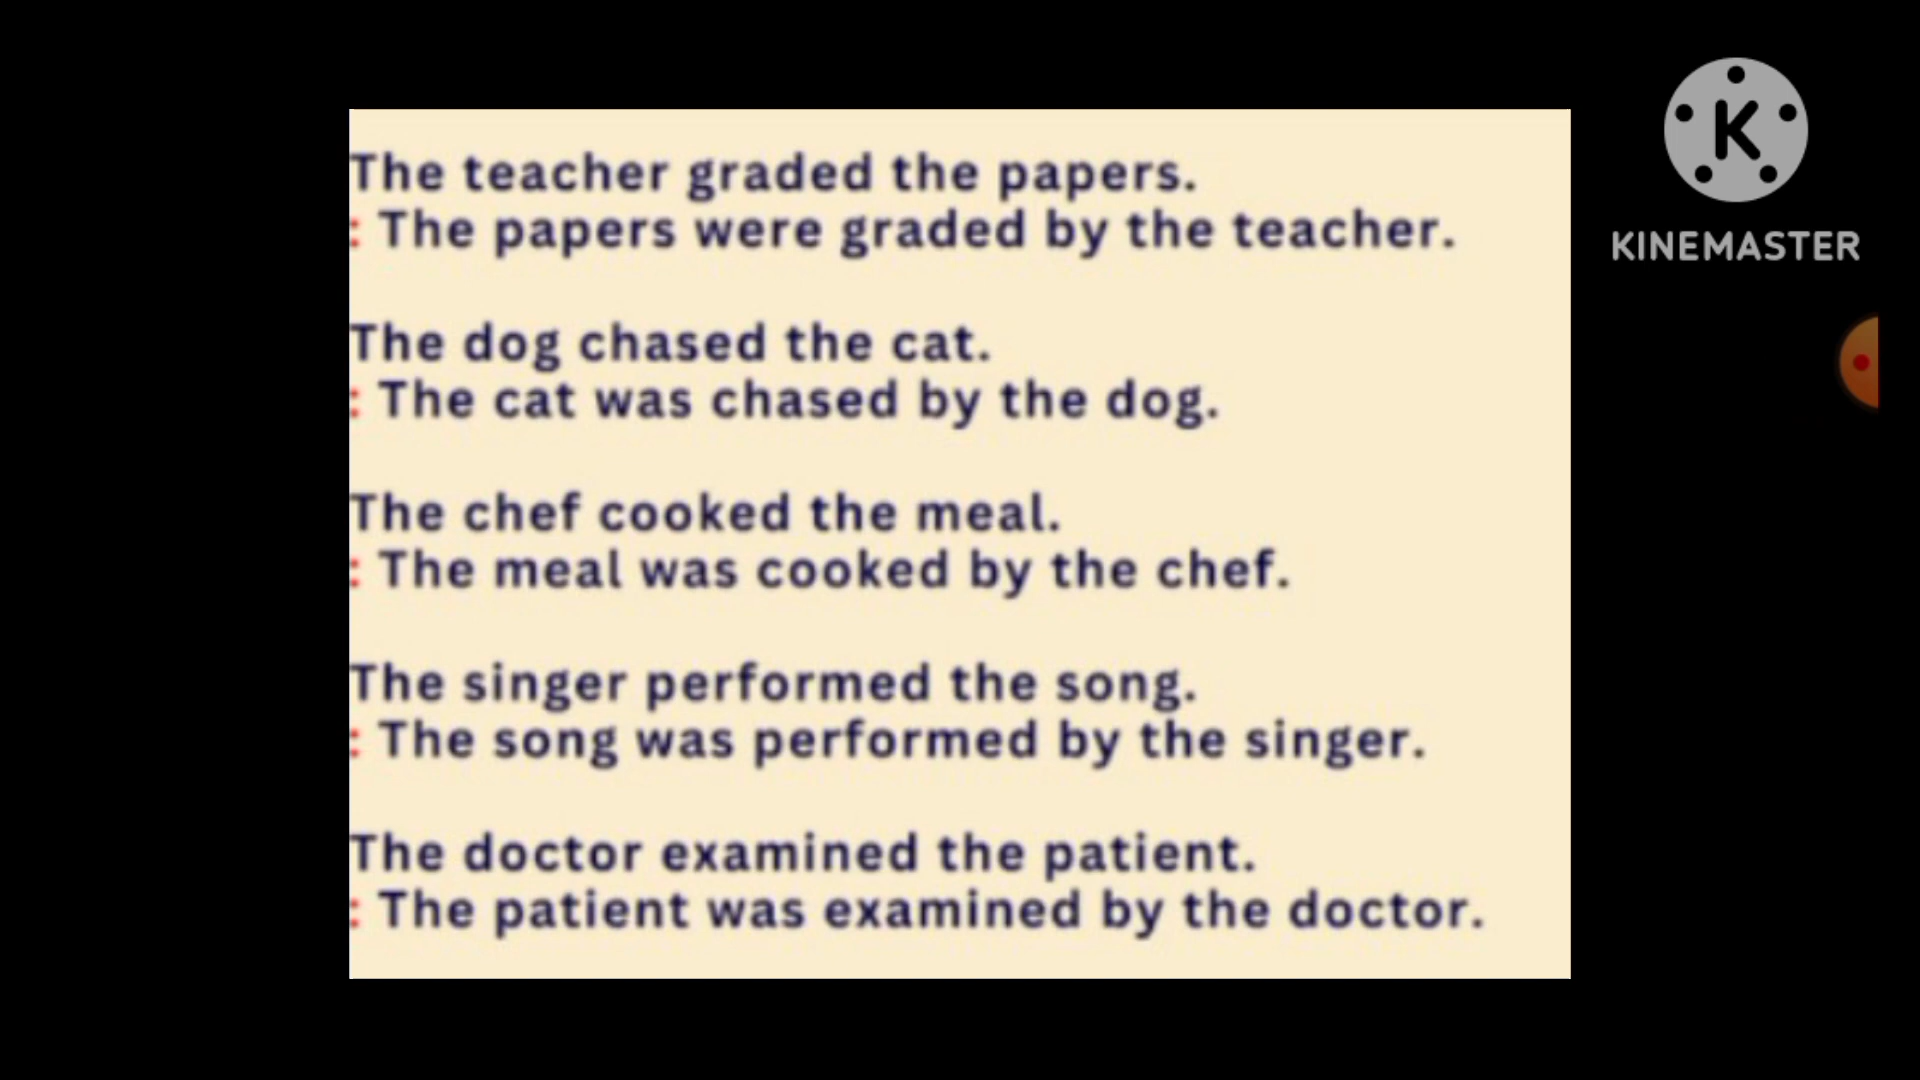 The teacher graded the papers.
: The papers were graded by the teacher.
The dog chased the cat.
: The cat was chased by the dog.
The chef cooked the meal.
: The meal was cooked by the chef.
The singer performed the song.
: The song was performed by the singer.
The doctor examined the patient.
: The patient was examined by the doctor.
K
KINEMASTER